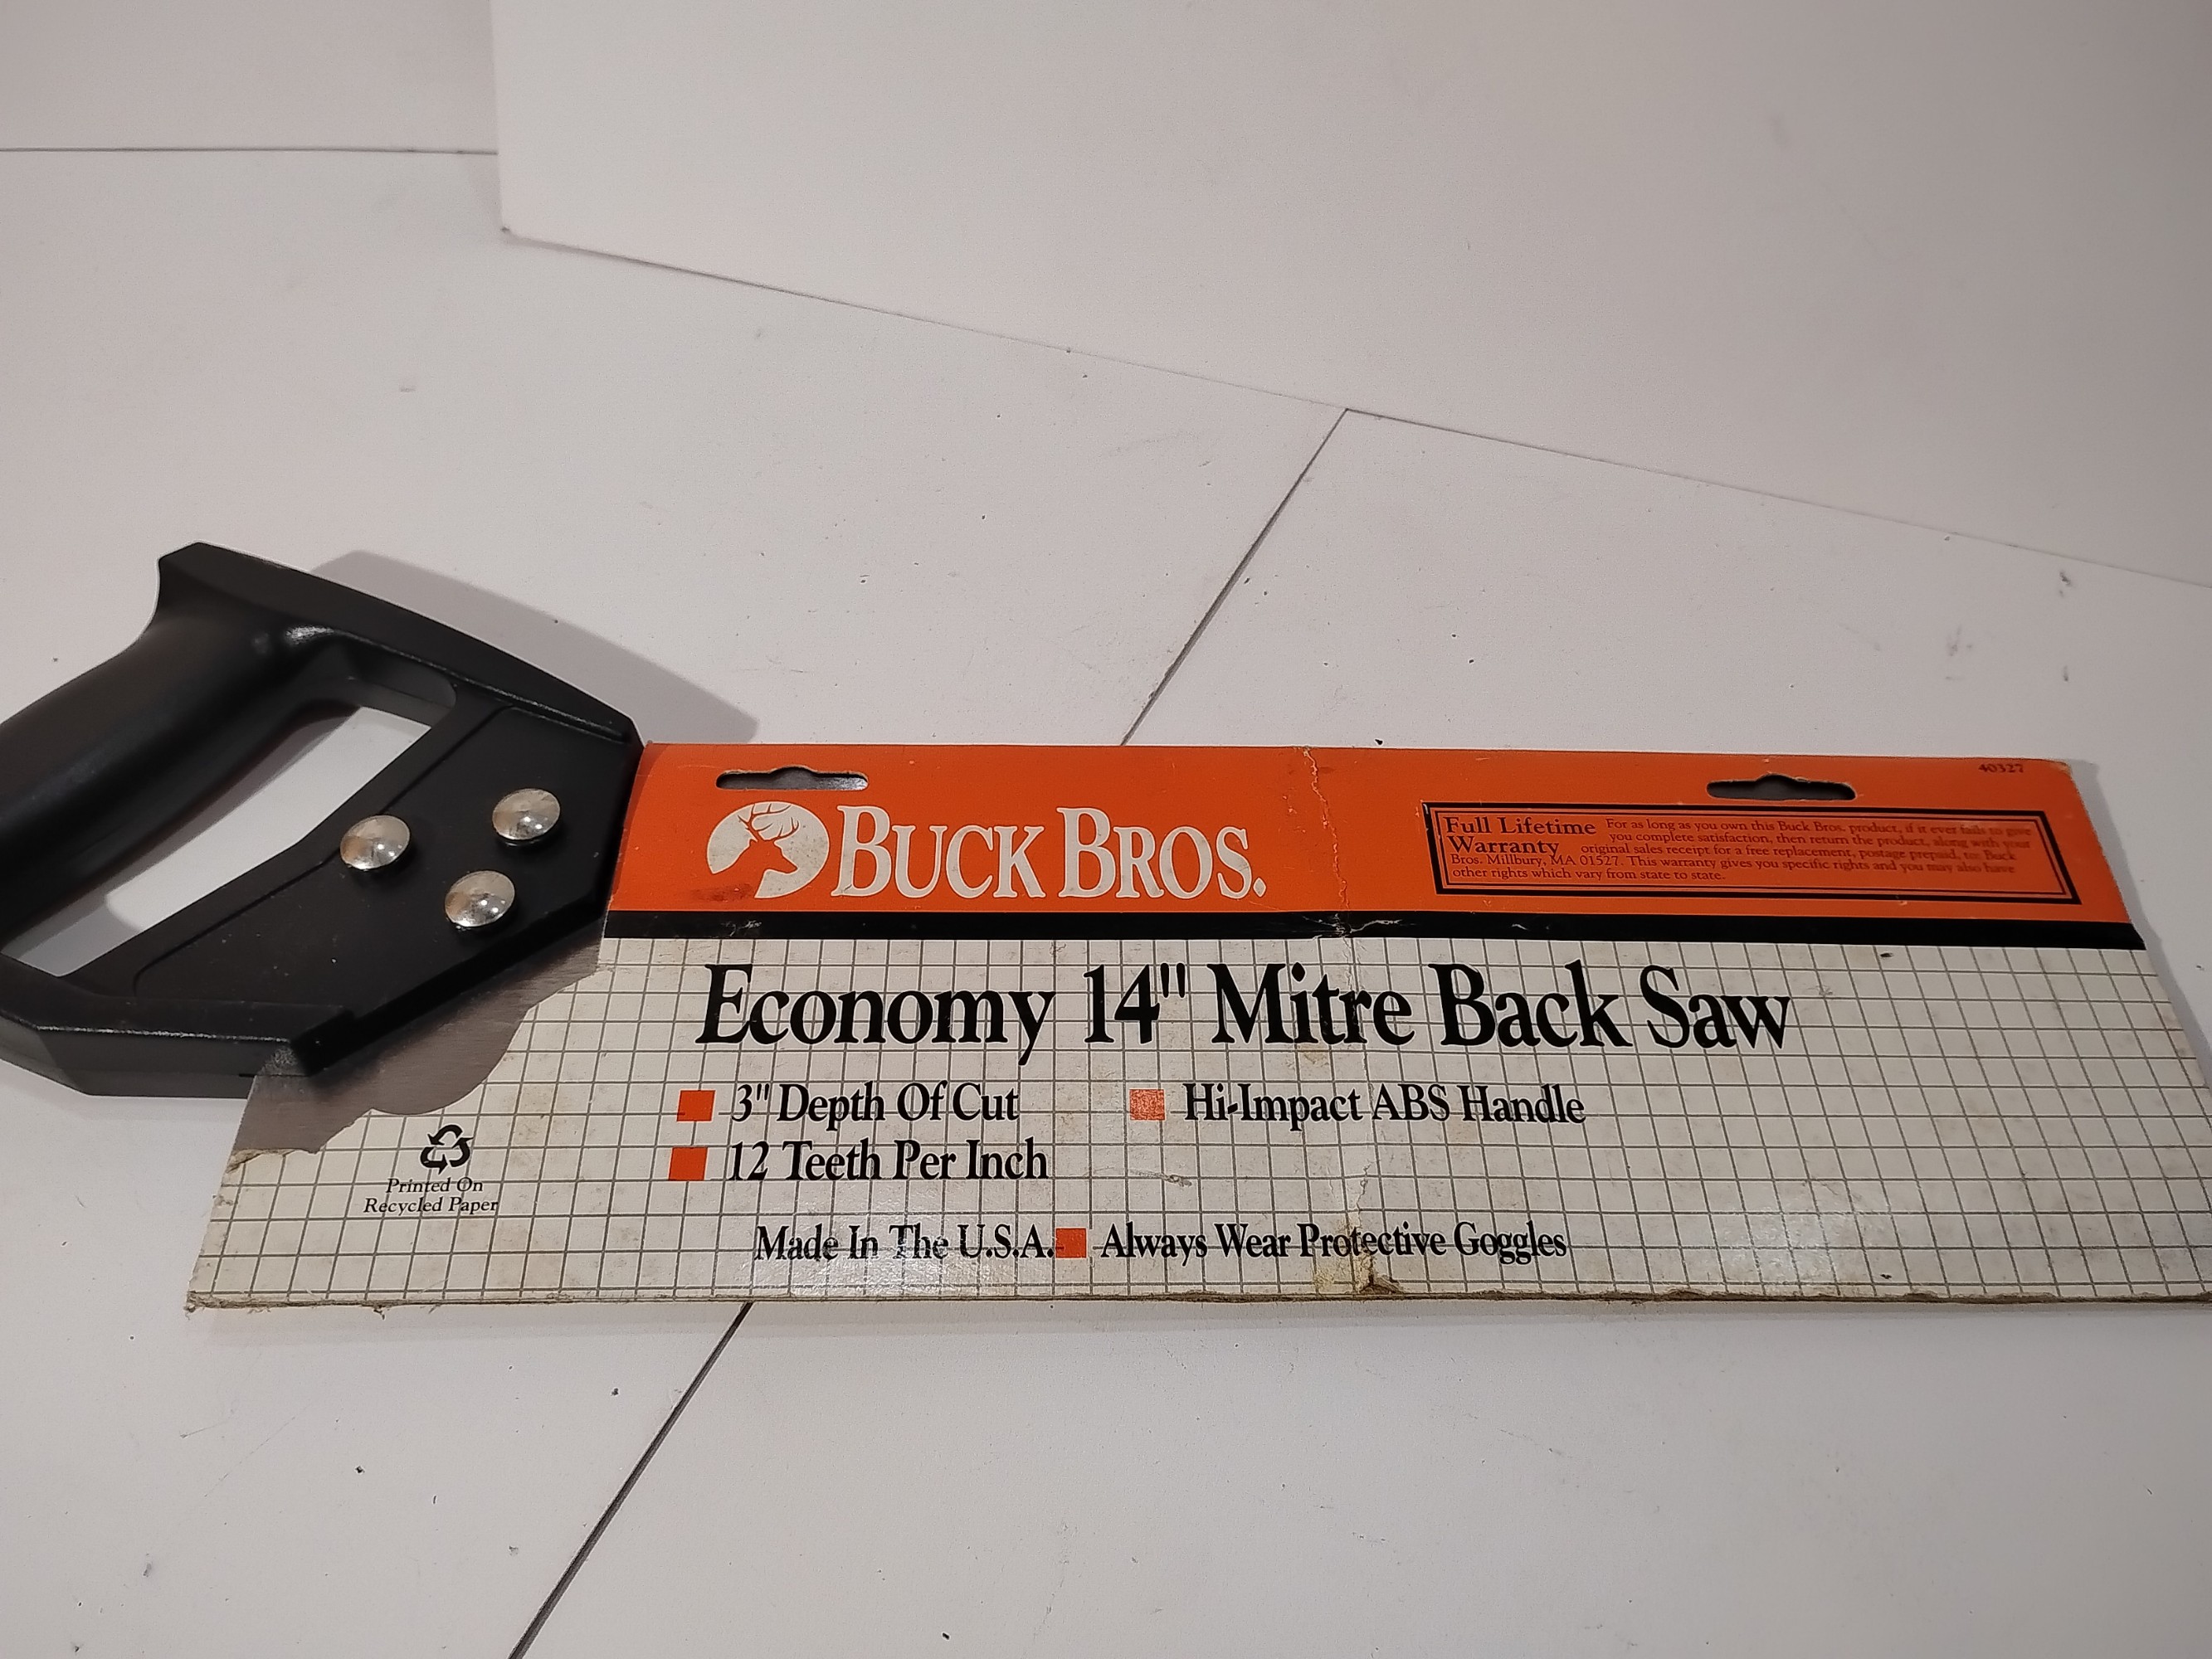 40327
BUCK BROS.
Full Lifetime Warranty
For as long as you own this Buck Bros. product, if it ever fails to give
you complete satisfaction, then return the product, along with your
original sales receipt for a free replacement, postage prepaid, to: Buck
Bros. Millbury, MA 01527. This warranty gives you specific rights and you may also have
other rights which vary from state to state.
Economy 14" Mitre Back Saw
3" Depth Of Cut
Hi-Impact ABS Handle
12 Teeth Per Inch
Printed On
Recycled Paper
Made In The U.S.A.
Always Wear Protective Goggles